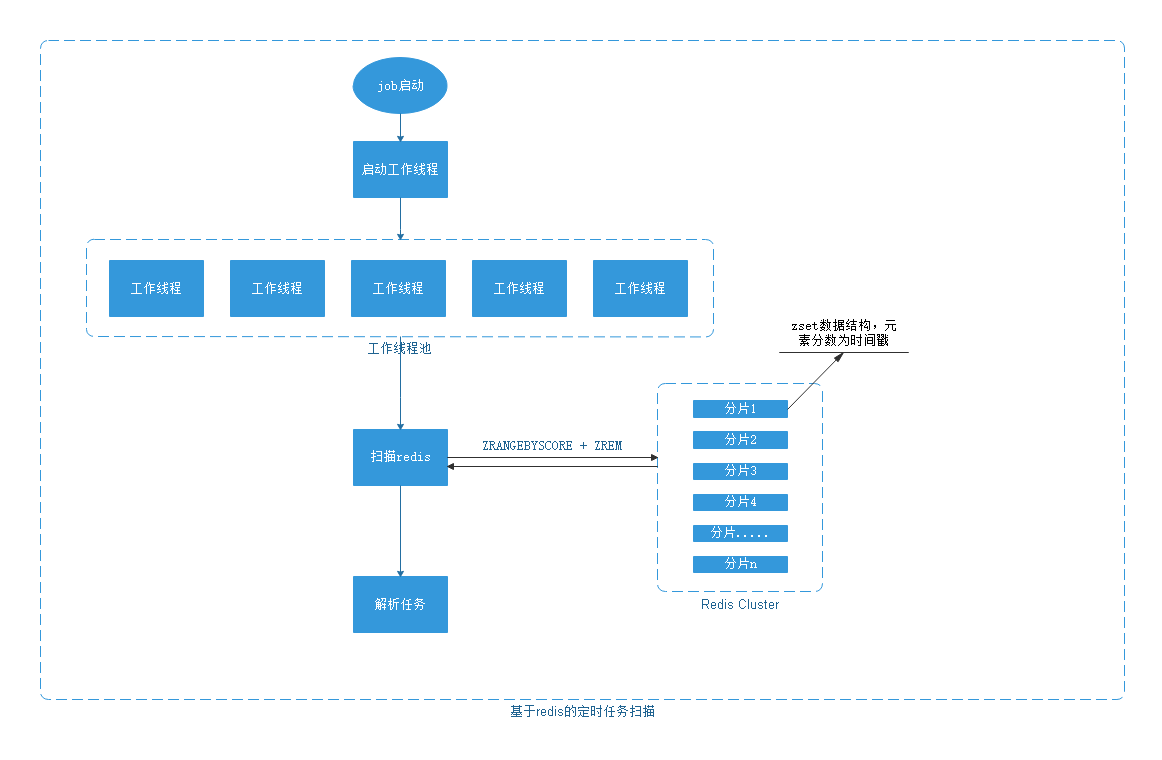 job启动
启动工作线程
工作线程
工作线程
工作线程
工作线程
工作线程
工作线程池
zset数据结构，元
素分数为时间戳
分片1
分片2
分片3
分片4
分片.....
分片n
Redis Cluster
ZRANGEBYSCORE + ZREM
扫描redis
解析任务
基于redis的定时任务扫描